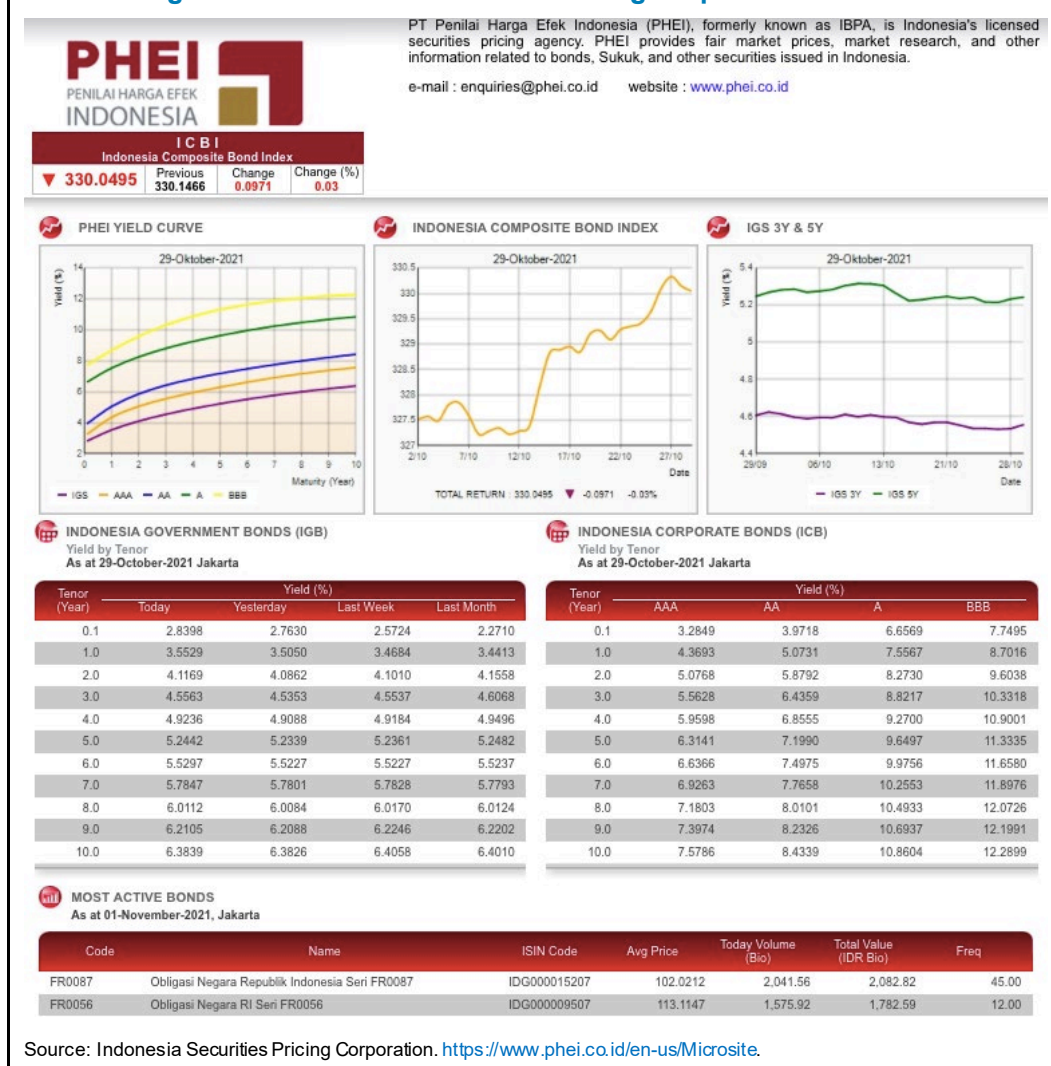 PHEI
PENILAI HARGA EFEK
INDONESIA
PT Penilai Harga Efek Indonesia (PHEI), formerly known as IBPA, is Indonesia's licensed
securities pricing agency. PHEI provides fair market prices, market research, and other
information related to bonds, Sukuk, and other securities issued in Indonesia.
e-mail : enquiries@phei.co.id website : www.phei.co.id
I C B I
Indonesia Composite Bond Index
▼ 330.0495 Previous 330.1466 Change 0.0971 Change (%) 0.03
PHEI YIELD CURVE
29-Oktober-2021
Yield (%)
14
12
10
8
6
4
2
0 1 2 3 4 5 6 7 8 9 10
Maturity (Year)
IGS AAA AA A BBB
INDONESIA COMPOSITE BOND INDEX
29-Oktober-2021
330.5
330
329.5
329
328.5
328
327.5
327
2/10 7/10 12/10 17/10 22/10 27/10
Date
TOTAL RETURN : 330.0495 ▼ -0.0971 -0.03%
IGS 3Y & 5Y
29-Oktober-2021
Yield (%)
5.4
5.2
5
4.8
4.6
4.4
29/09 06/10 13/10 21/10 28/10
Date
IGS 3Y IGS 5Y
INDONESIA GOVERNMENT BONDS (IGB)
Yield by Tenor
As at 29-October-2021 Jakarta
Tenor (Year) Yield (%)
Today Yesterday Last Week Last Month
0.1 2.8398 2.7630 2.5724 2.2710
1.0 3.5529 3.5050 3.4684 3.4413
2.0 4.1169 4.0862 4.1010 4.1558
3.0 4.5563 4.5353 4.5537 4.6068
4.0 4.9236 4.9088 4.9184 4.9496
5.0 5.2442 5.2339 5.2361 5.2482
6.0 5.5297 5.5227 5.5227 5.5237
7.0 5.7847 5.7801 5.7828 5.7793
8.0 6.0112 6.0084 6.0170 6.0124
9.0 6.2105 6.2088 6.2246 6.2202
10.0 6.3839 6.3826 6.4058 6.4010
INDONESIA CORPORATE BONDS (ICB)
Yield by Tenor
As at 29-October-2021 Jakarta
Tenor (Year) Yield (%)
AAA AA A BBB
0.1 3.2849 3.9718 6.6569 7.7495
1.0 4.3693 5.0731 7.5567 8.7016
2.0 5.0768 5.8792 8.2730 9.6038
3.0 5.5628 6.4359 8.8217 10.3318
4.0 5.9598 6.8555 9.2700 10.9001
5.0 6.3141 7.1990 9.6497 11.3335
6.0 6.6366 7.4975 9.9756 11.6580
7.0 6.9263 7.7658 10.2553 11.8976
8.0 7.1803 8.0101 10.4933 12.0726
9.0 7.3974 8.2326 10.6937 12.1991
10.0 7.5786 8.4339 10.8604 12.2899
MOST ACTIVE BONDS
As at 01-November-2021, Jakarta
Code Name ISIN Code Avg Price Today Volume (Bio) Total Value (IDR Bio) Freq
FR0087 Obligasi Negara Republik Indonesia Seri FR0087 IDG000015207 102.0212 2,041.56 2,082.82 45.00
FR0056 Obligasi Negara RI Seri FR0056 IDG000009507 113.1147 1,575.92 1,782.59 12.00
Source: Indonesia Securities Pricing Corporation. https://www.phei.co.id/en-us/Microsite.